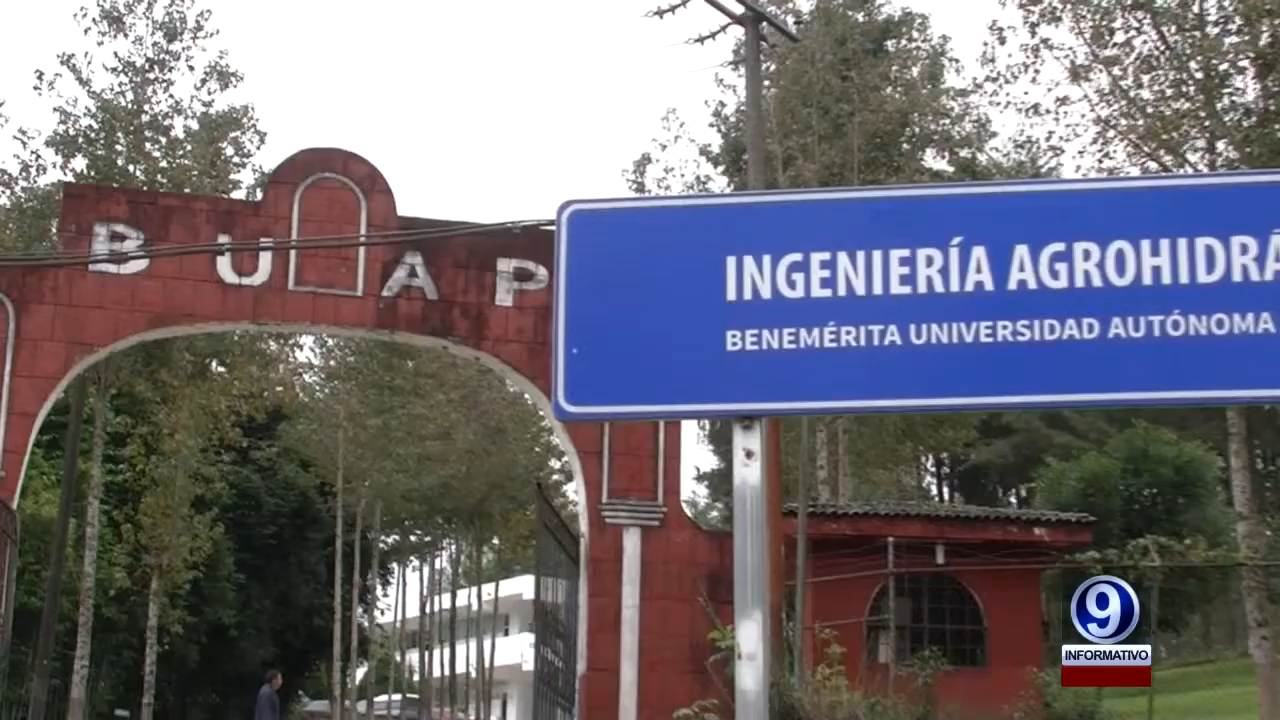 BUAP
INGENIERÍA AGROHIDRÁ
BENEMÉRITA UNIVERSIDAD AUTÓNOMA
9
INFORMATIVO